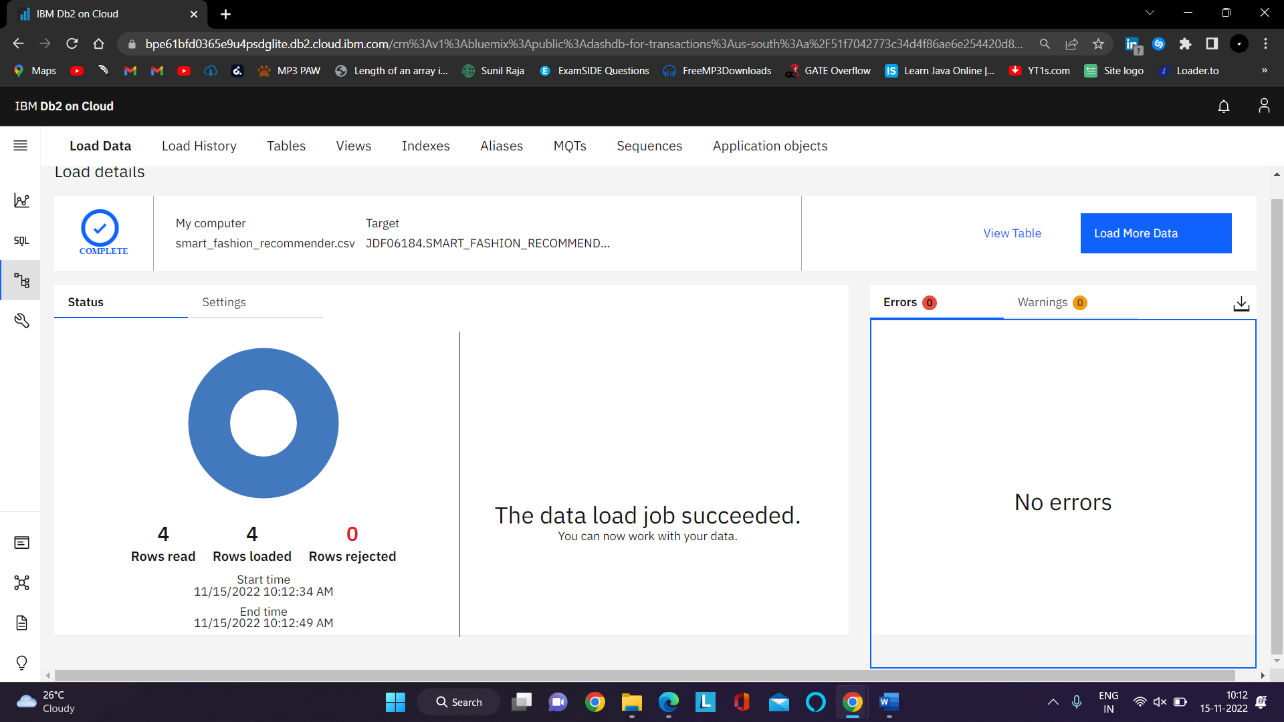 IBM Db2 on Cloud
bpe61bfd0365e9u4psdglite.db2.cloud.ibm.com/crn%3Av1%3Abluemix%3Apublic%3Adashdb-for-transactions%3Aus-south%3Aa%2F51f7042773c34d4f86ae6e254420d8...
Maps
MP3 PAW
Length of an array i...
Sunil Raja
ExamSIDE Questions
FreeMP3Downloads
GATE Overflow
IS Learn Java Online |...
YT1s.com
Site logo
Loader.to
»
IBM Db2 on Cloud
Load Data Load History Tables Views Indexes Aliases MQTs Sequences Application objects
Load details
SQL
COMPLETE
My computer
smart_fashion_recommender.csv
Target
JDF06184.SMART_FASHION_RECOMMEND...
View Table
Load More Data
Status Settings
4
Rows read
4
Rows loaded
0
Rows rejected
Start time
11/15/2022 10:12:34 AM
End time
11/15/2022 10:12:49 AM
The data load job succeeded.
You can now work with your data.
Errors 0 Warnings 0
No errors
26°C
Cloudy
Search
L
W
ENG
IN
10:12
15-11-2022